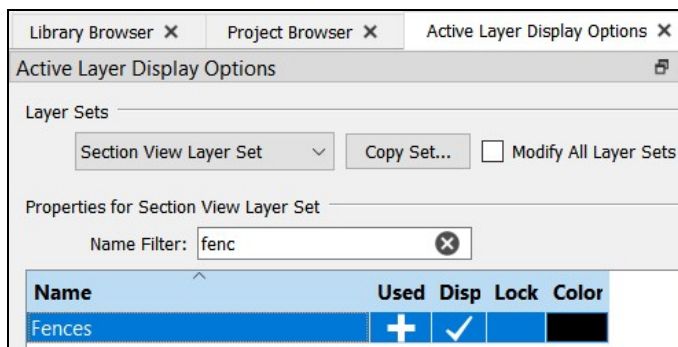 Library Browser Project Browser Active Layer Display Options
Active Layer Display Options
Layer Sets
Section View Layer Set Copy Set... Modify All Layer Sets
Properties for Section View Layer Set
Name Filter: fenc
Name Used Disp Lock Color
Fences